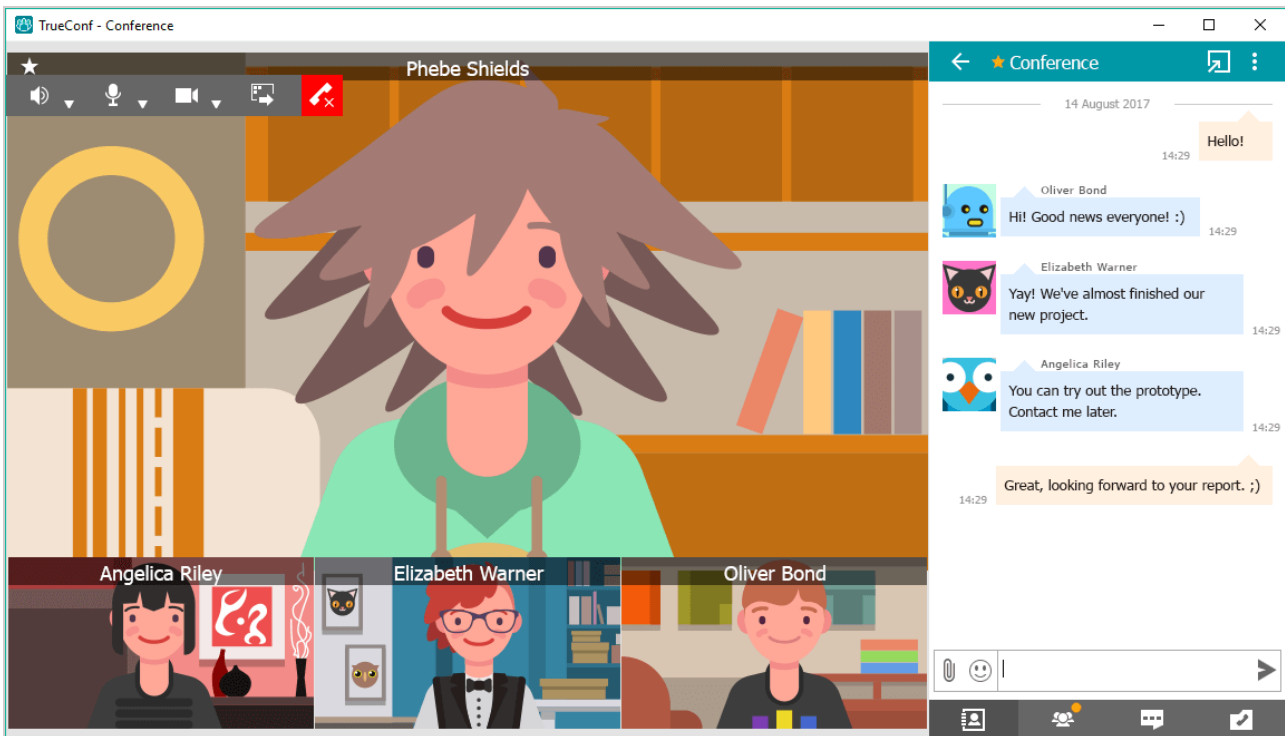 TrueConf - Conference
Phebe Shields
Angelica Riley
Elizabeth Warner
Oliver Bond
Conference
14 August 2017
Hello!
14:29
Oliver Bond
Hi! Good news everyone! :)
14:29
Elizabeth Warner
Yay! We've almost finished our
new project.
14:29
Angelica Riley
You can try out the prototype.
Contact me later.
14:29
Great, looking forward to your report. ;)
14:29